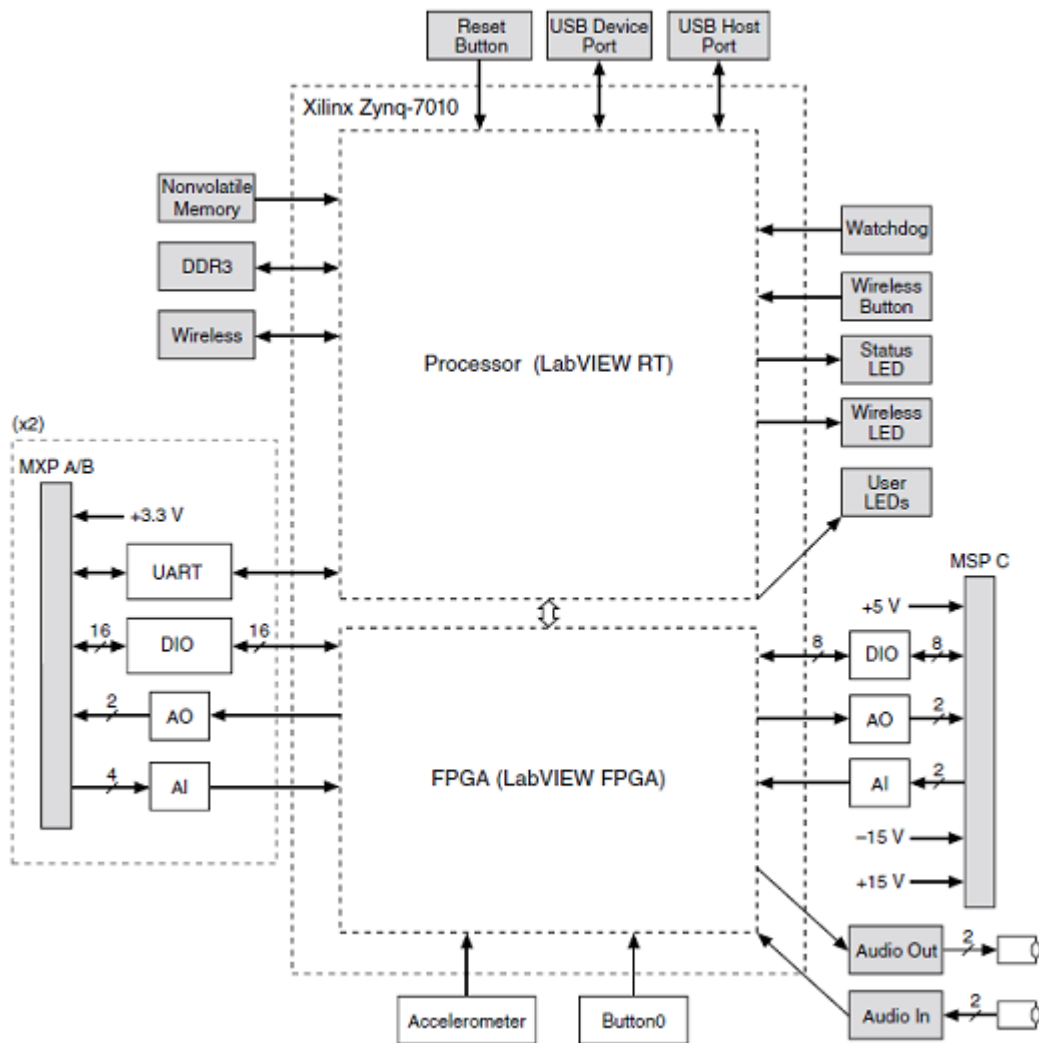 Reset
Button
USB Device
Port
USB Host
Port
Xilinx Zynq-7010
Nonvolatile
Memory
DDR3
Wireless
Processor (LabVIEW RT)
Watchdog
Wireless
Button
Status
LED
Wireless
LED
User
LEDs
(x2)
MXP A/B
+3.3 V
UART
16
DIO
16
2
AO
4
AI
FPGA (LabVIEW FPGA)
MSP C
+5 V
8
DIO
8
AO
2
AI
2
–15 V
+15 V
Audio Out
2
Audio In
2
Accelerometer
Button0